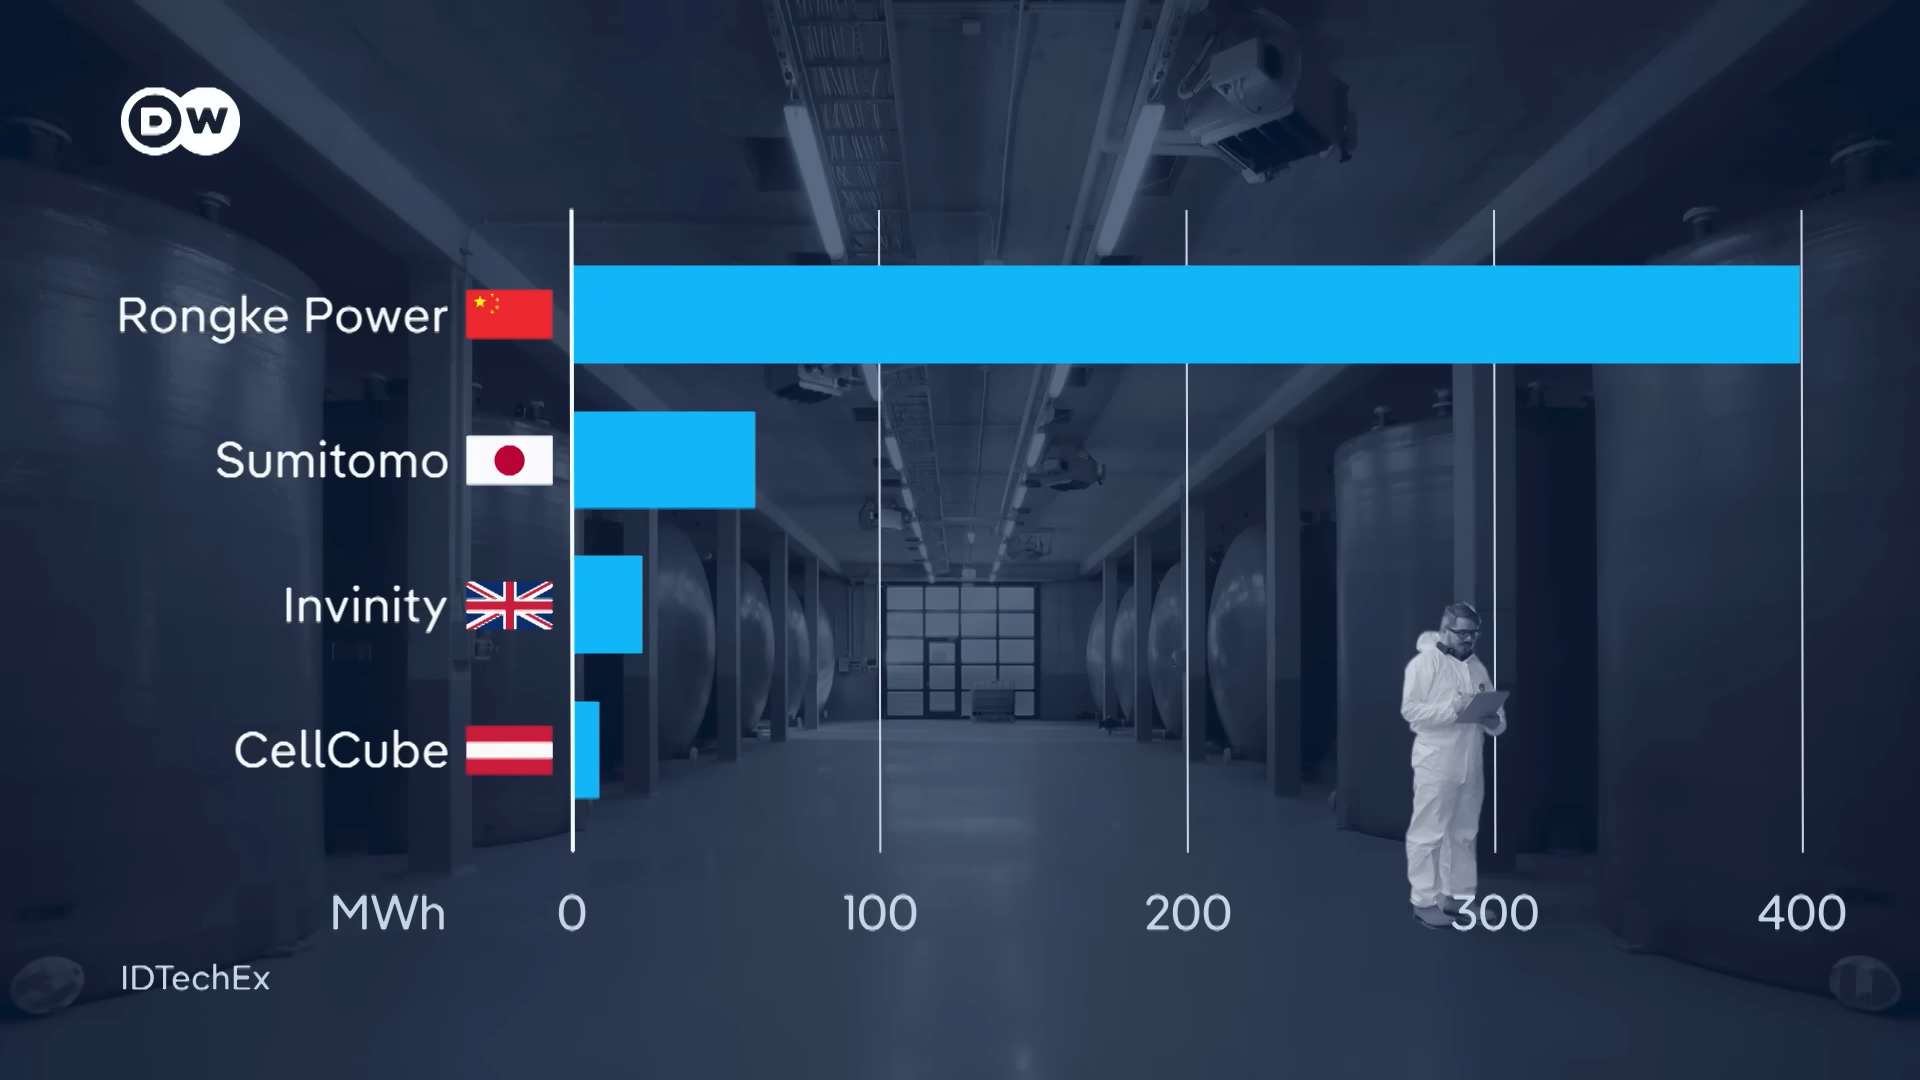 DW
Rongke Power
Sumitomo
Invinity
CellCube
MWh 0 100 200 300 400
IDTechEx